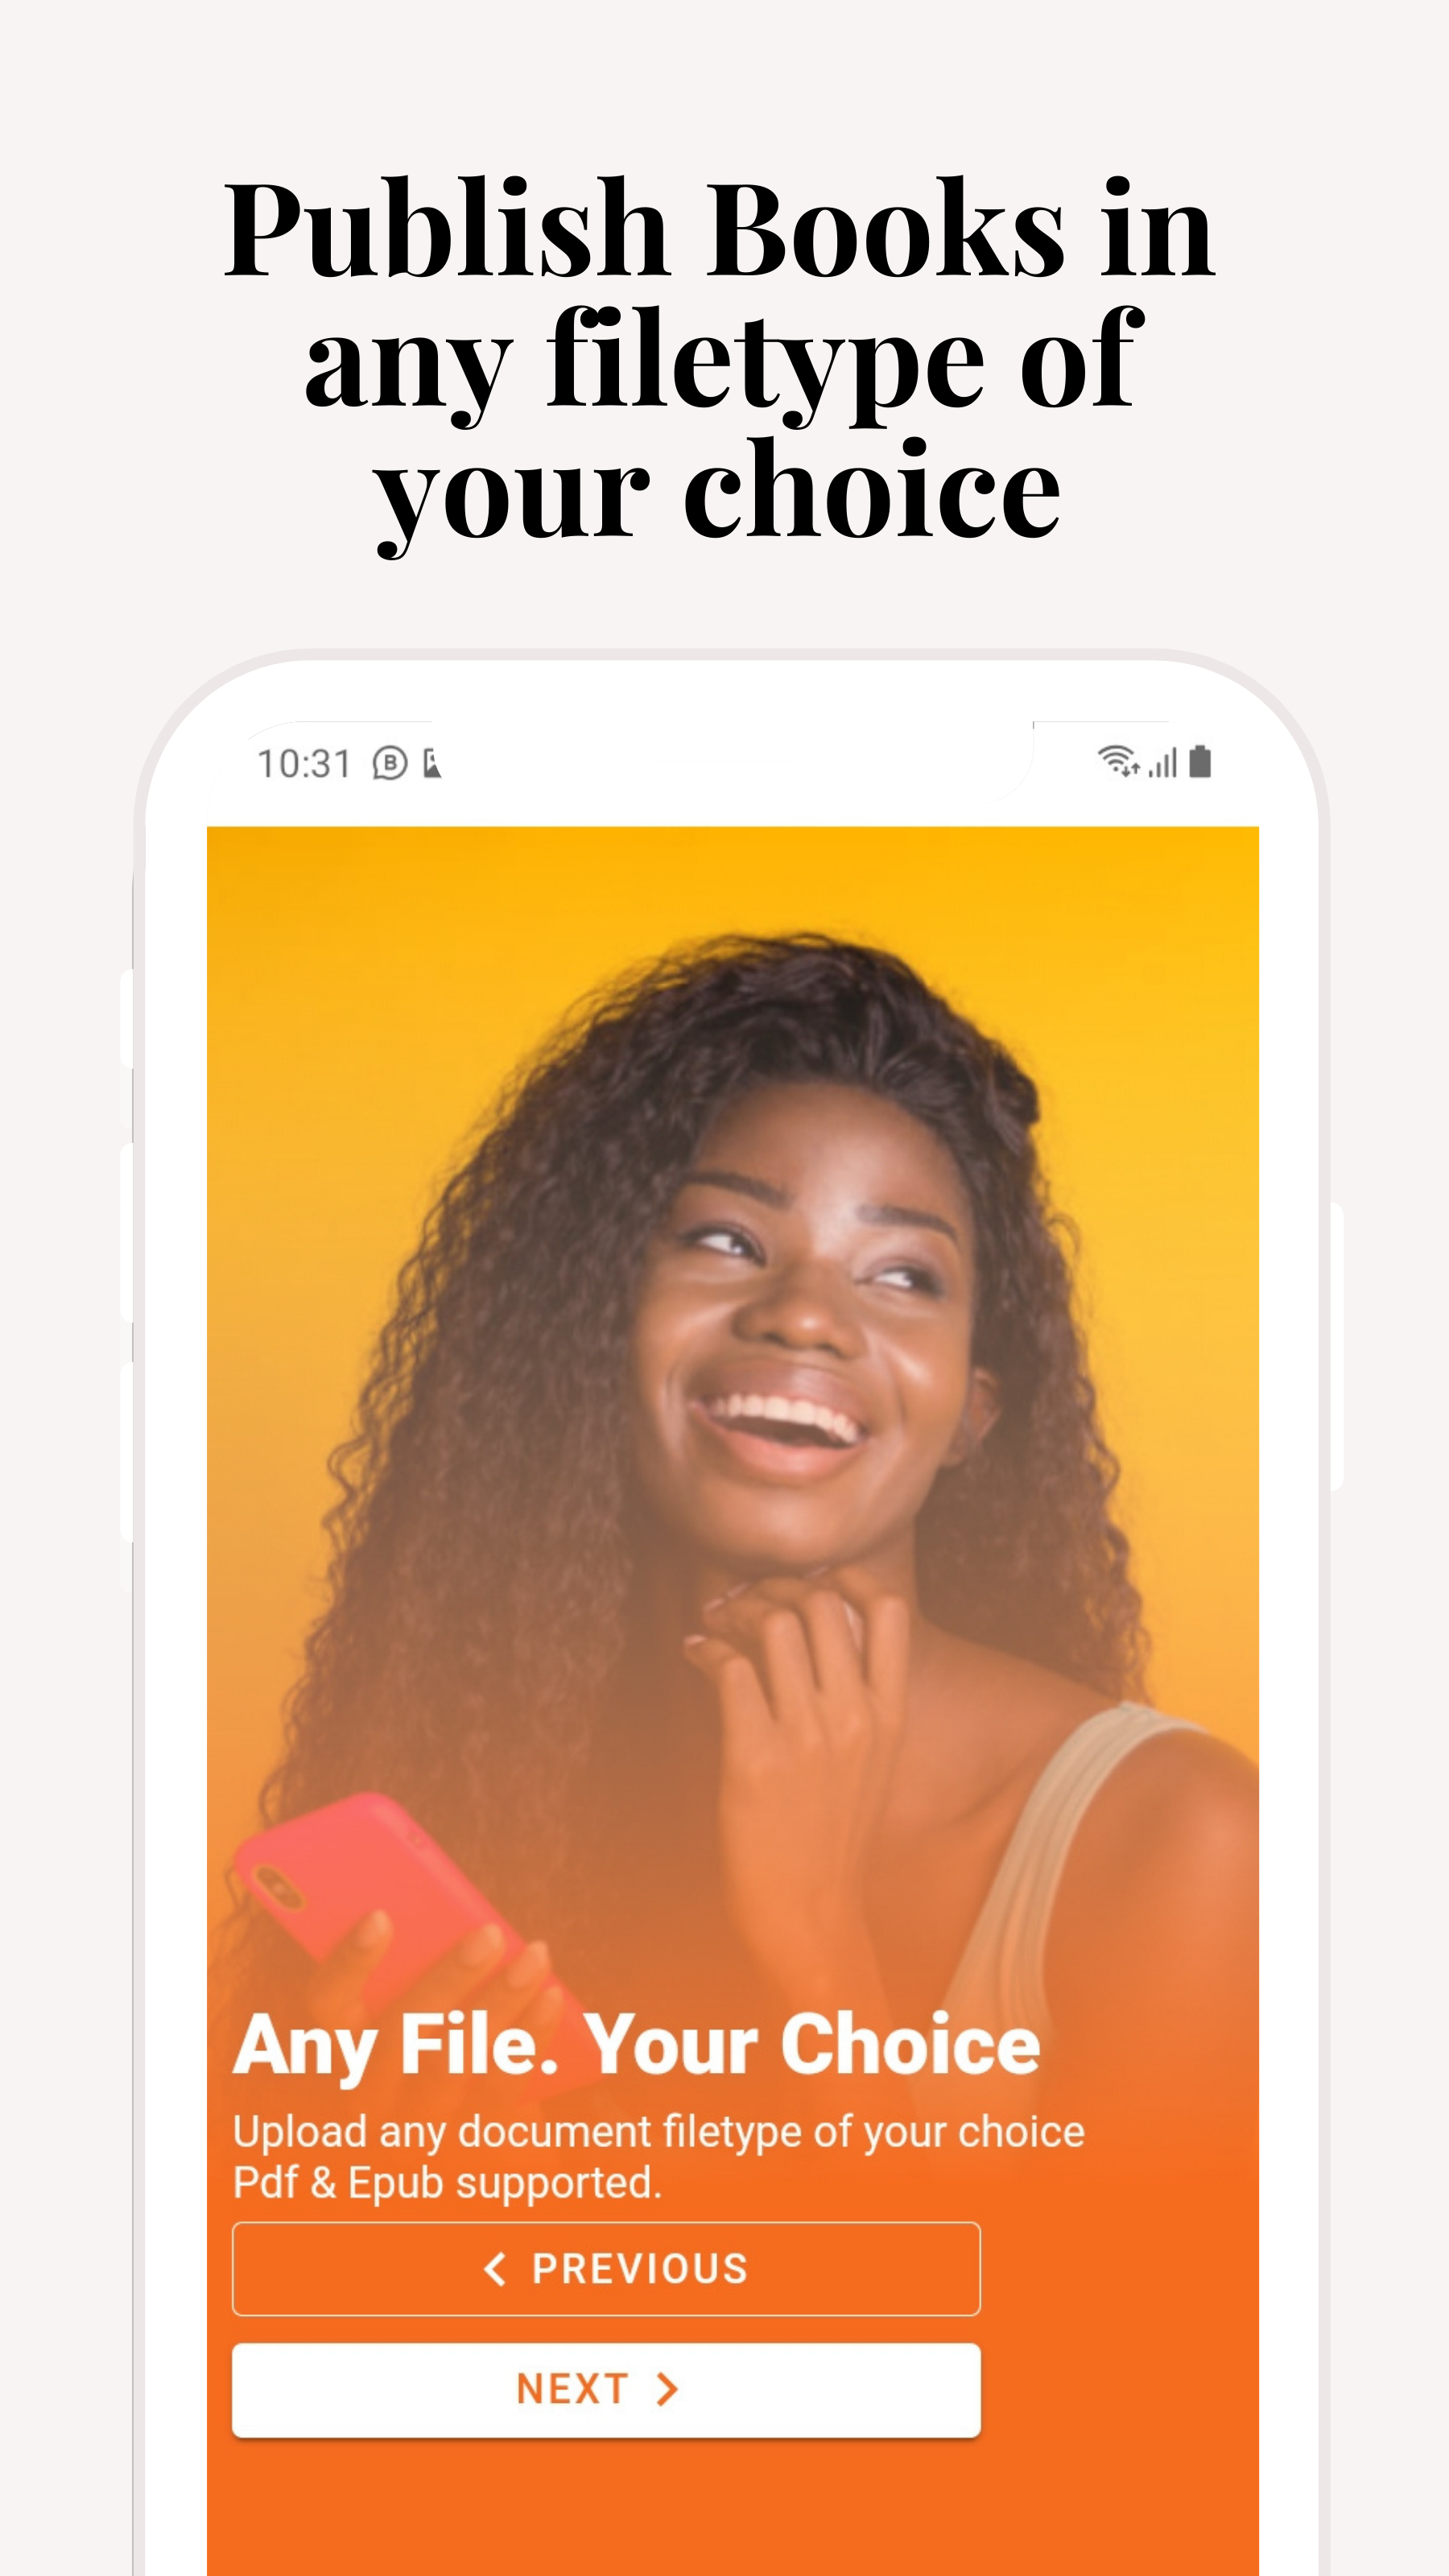 Publish Books in
any filetype of
your choice
10:31
Any File. Your Choice
Upload any document filetype of your choice
Pdf & Epub supported.
PREVIOUS
NEXT